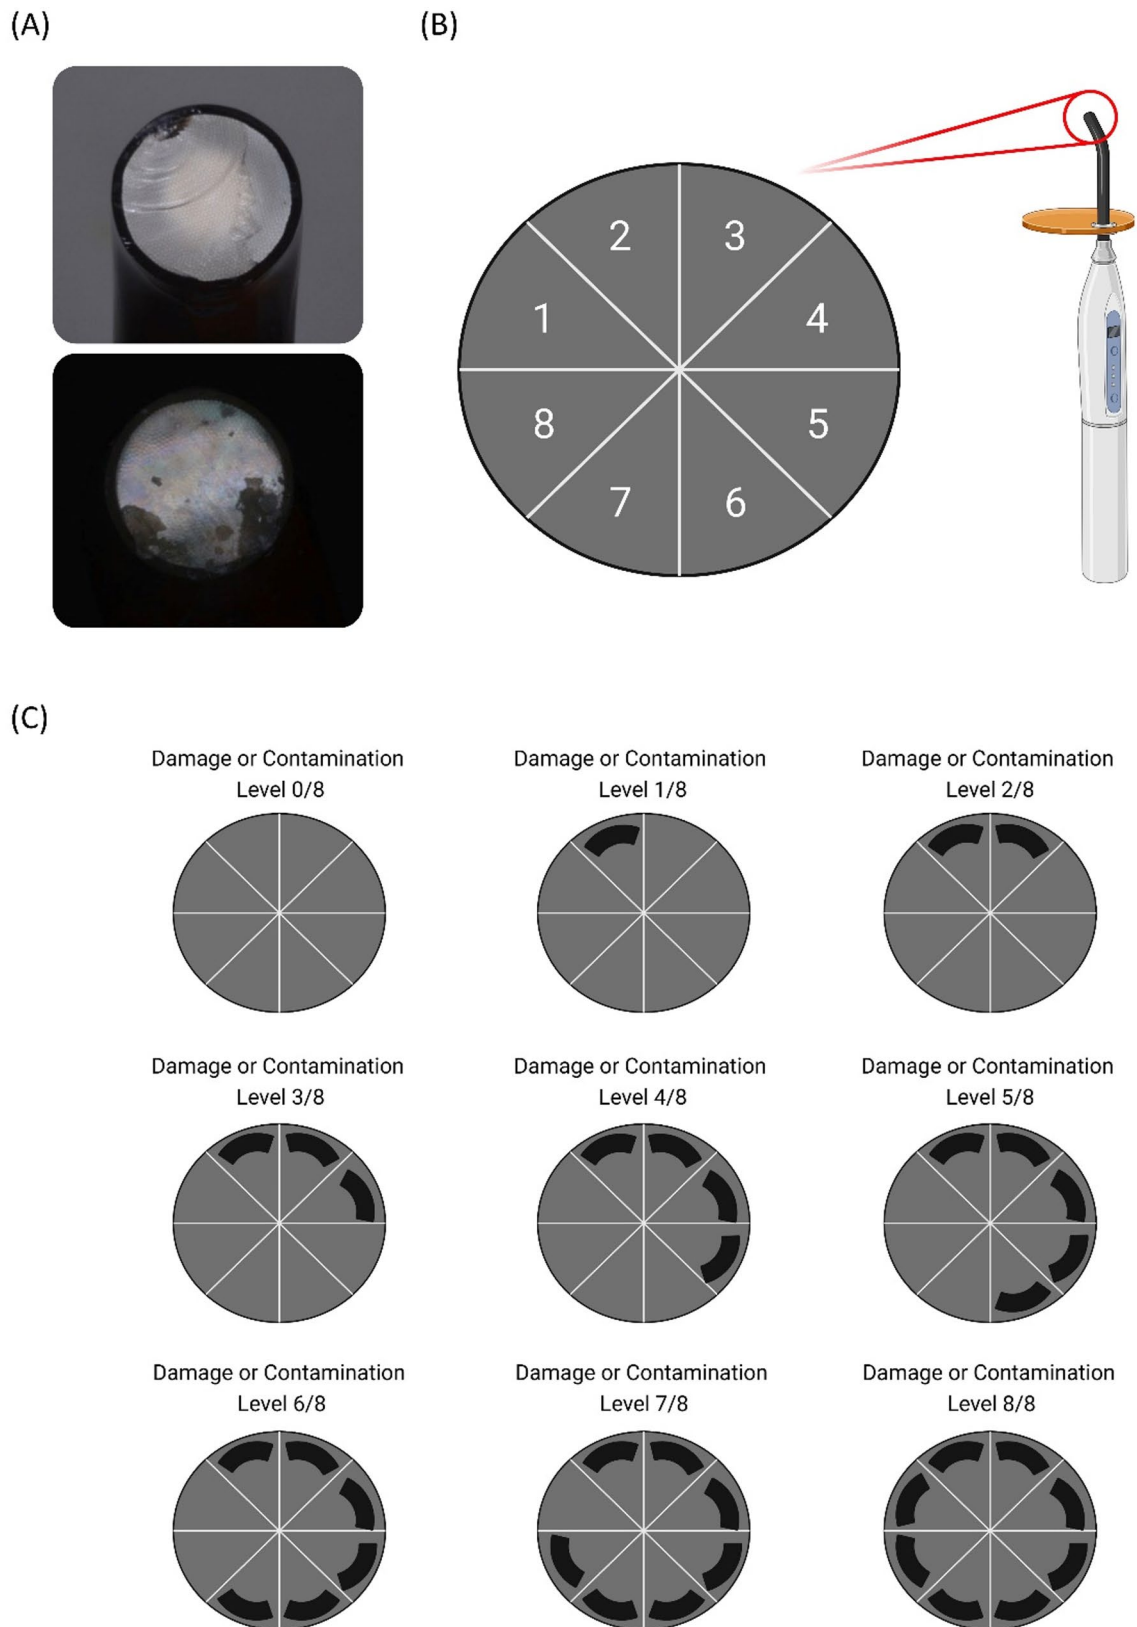 (A)
(B)
2
3
1
4
8
5
7
6
(C)
Damage or Contamination
Level 0/8
Damage or Contamination
Level 1/8
Damage or Contamination
Level 2/8
Damage or Contamination
Level 3/8
Damage or Contamination
Level 4/8
Damage or Contamination
Level 5/8
Damage or Contamination
Level 6/8
Damage or Contamination
Level 7/8
Damage or Contamination
Level 8/8